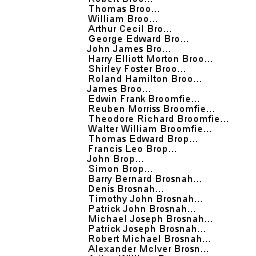 Thomas Broo...
William Broo...
Arthur Cecil Bro...
George Edward Bro...
John James Bro...
Harry Elliott Morton Broo...
Shirley Foster Broo...
Roland Hamilton Broo...
James Broo...
Edwin Frank Broomfie...
Reuben Morriss Broomfie...
Theodore Richard Broomfie...
Walter William Broomfie...
Thomas Edward Brop...
Francis Leo Brop...
John Brop...
Simon Brop...
Barry Bernard Brosnah...
Denis Brosnah...
Timothy John Brosnah...
Patrick John Brosnah...
Michael Joseph Brosnah...
Patrick Joseph Brosnah...
Robert Michael Brosnah...
Alexander McIver Brosn...